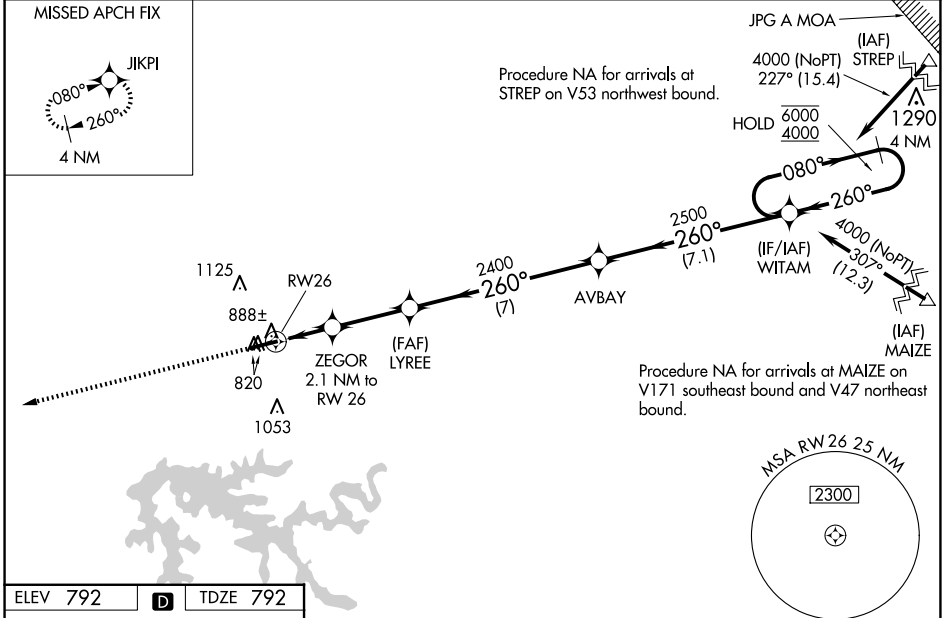 MISSED APCH FIX
JIKPI
080°
260°
4 NM
JPG A MOA
(IAF)
STREP
4000 (NoPT)
227° (15.4)
Procedure NA for arrivals at
STREP on V53 northwest bound.
1290
HOLD 6000
4000
4 NM
080°
260°
2500
260°
(7.1)
(IF/IAF)
WITAM
4000 (NoPT)
307°
(12.3)
(IAF)
MAIZE
2400
260°
(7)
AVBAY
1125
RW26
888±
(FAF)
LYREE
ZEGOR
2.1 NM to
RW 26
820
1053
Procedure NA for arrivals at MAIZE on
V171 southeast bound and V47 northeast
bound.
MSA RW 26 25 NM
2300
ELEV 792 D TDZE 792